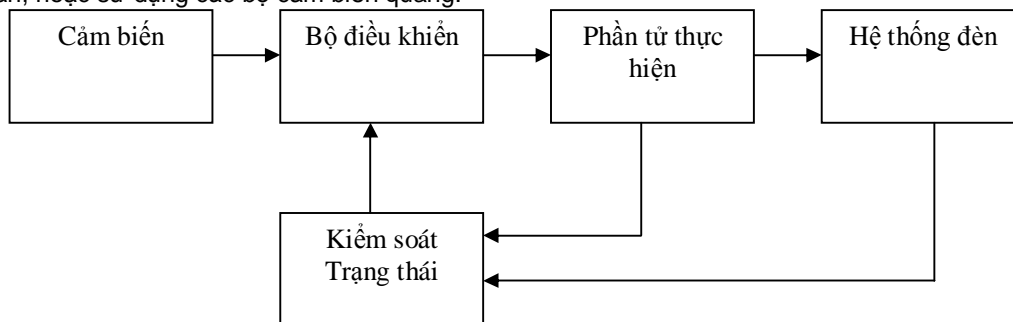 hoặc sử dụng các bộ cảm biến quang.
Cảm biến
Bộ điều khiển
Phần tử thực
hiện
Hệ thống đèn
Kiểm soát
Trạng thái